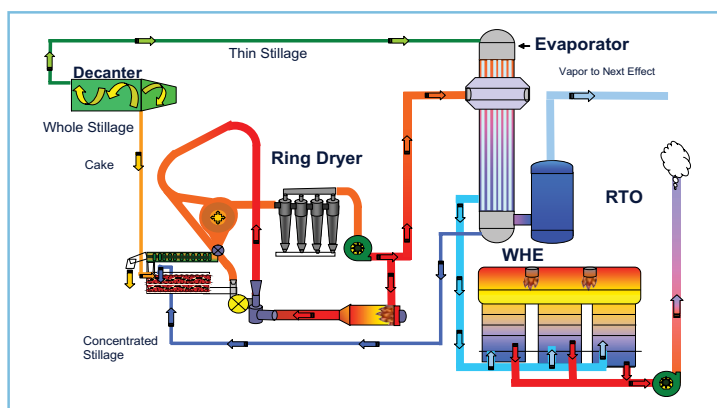 Thin Stillage
Evaporator
Vapor to Next Effect
Decanter
Whole Stillage
Cake
Ring Dryer
RTO
WHE
Concentrated
Stillage